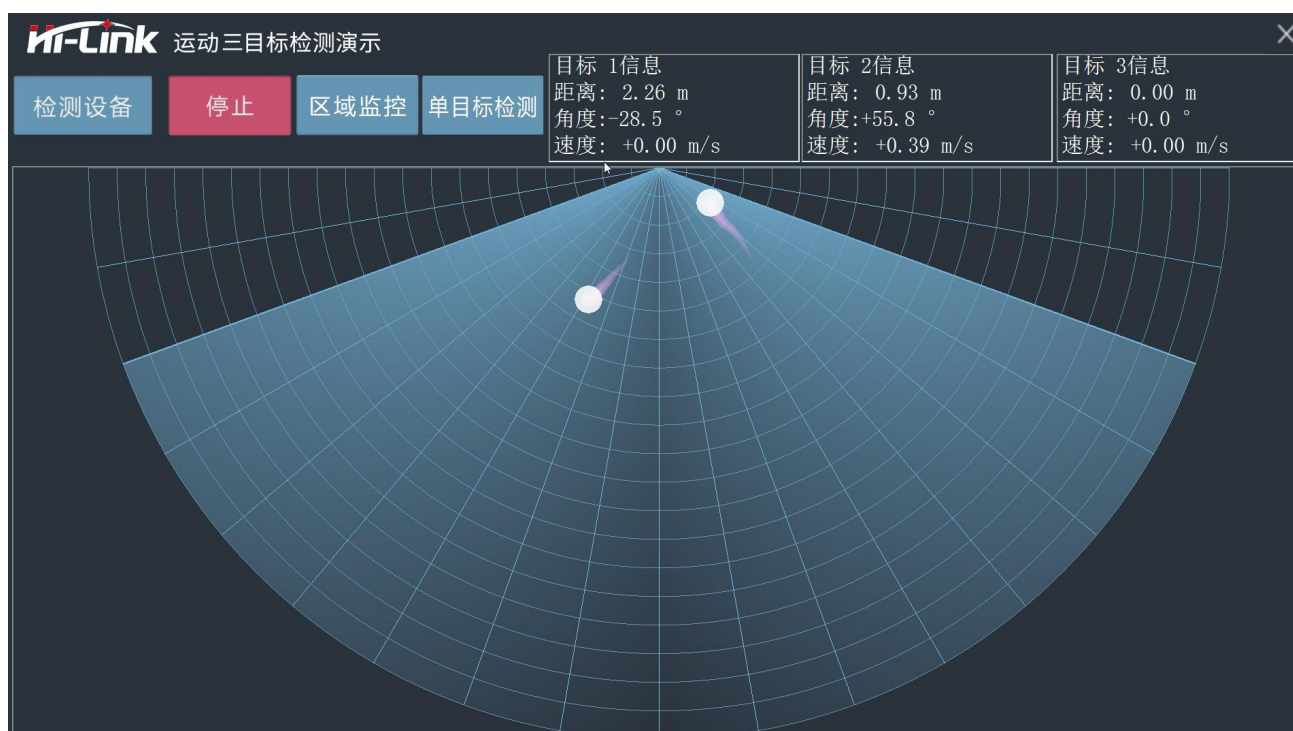 Hi-Link 运动三目标检测演示
检测设备
停止
区域监控
单目标检测
目标 1信息
距离: 2.26 m
角度:-28.5 °
速度: +0.00 m/s
目标 2信息
距离: 0.93 m
角度:+55.8 °
速度: +0.39 m/s
目标 3信息
距离: 0.00 m
角度: +0.0 °
速度: +0.00 m/s